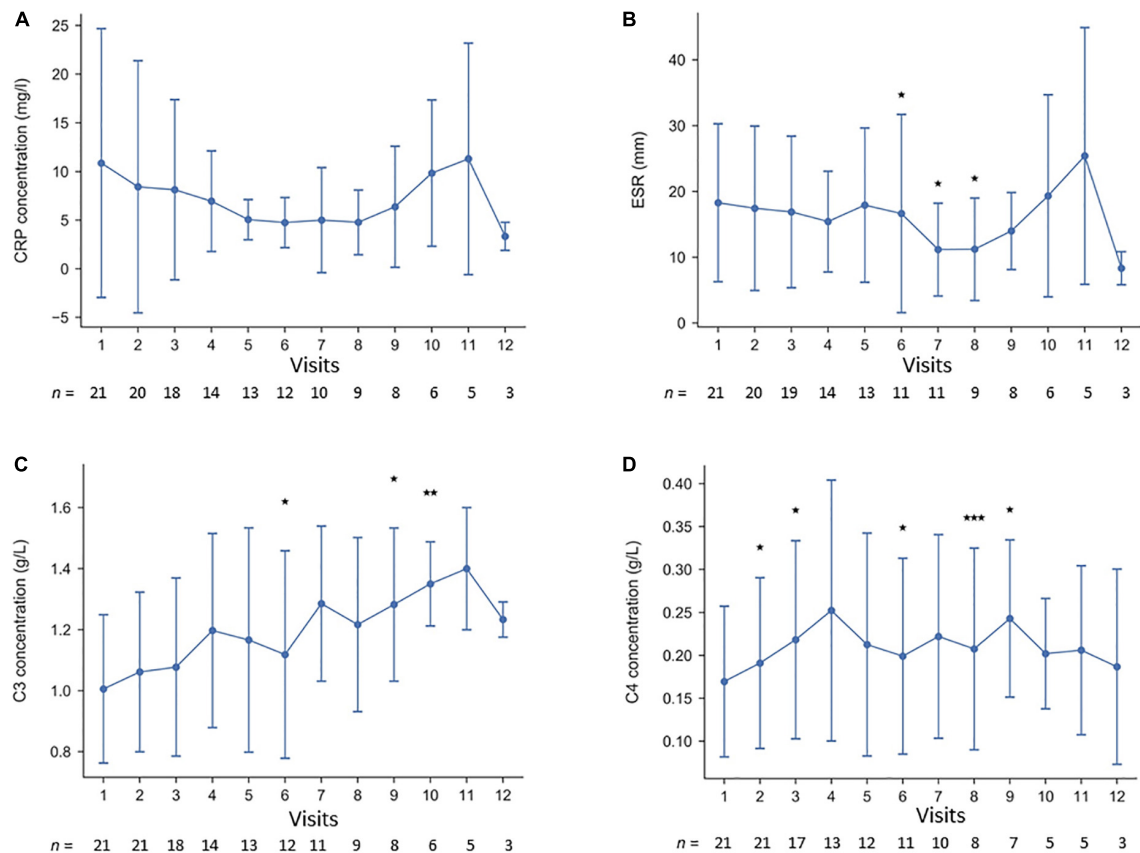 A
CRP concentration (mg/l)
25
20
15
10
5
0
−5
1 2 3 4 5 6 7 8 9 10 11 12
Visits
n = 21 20 18 14 13 12 10 9 8 6 5 3
B
ESR (mm)
40
30
20
10
0
★ ★ ★
1 2 3 4 5 6 7 8 9 10 11 12
Visits
n = 21 20 19 14 13 11 11 9 8 6 5 3
C
C3 concentration (g/L)
1.6
1.4
1.2
1.0
0.8
★ ★ ★★
1 2 3 4 5 6 7 8 9 10 11 12
Visits
n = 21 21 18 14 13 12 11 9 8 6 5 3
D
C4 concentration (g/L)
0.40
0.35
0.30
0.25
0.20
0.15
0.10
★ ★ ★ ★★★ ★
1 2 3 4 5 6 7 8 9 10 11 12
Visits
n = 21 21 17 13 12 11 10 8 7 5 5 3